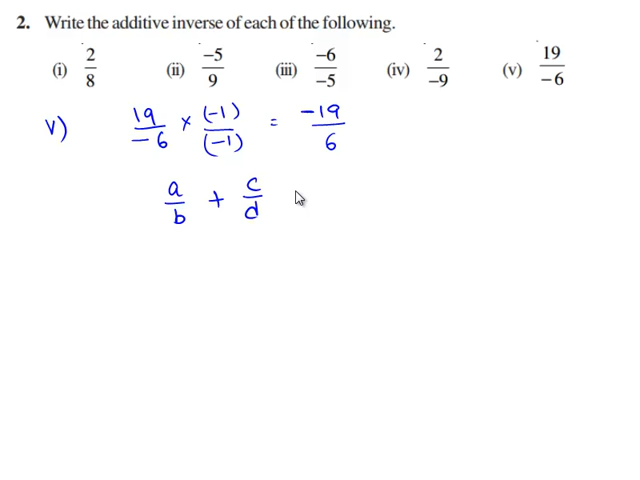 2. Write the additive inverse of each of the following.
(i) 2/8 (ii) -5/9 (iii) -6/-5 (iv) 2/-9 (v) 19/-6
v) 19/-6 × (-1)/(-1) = -19/6
a/b + c/d